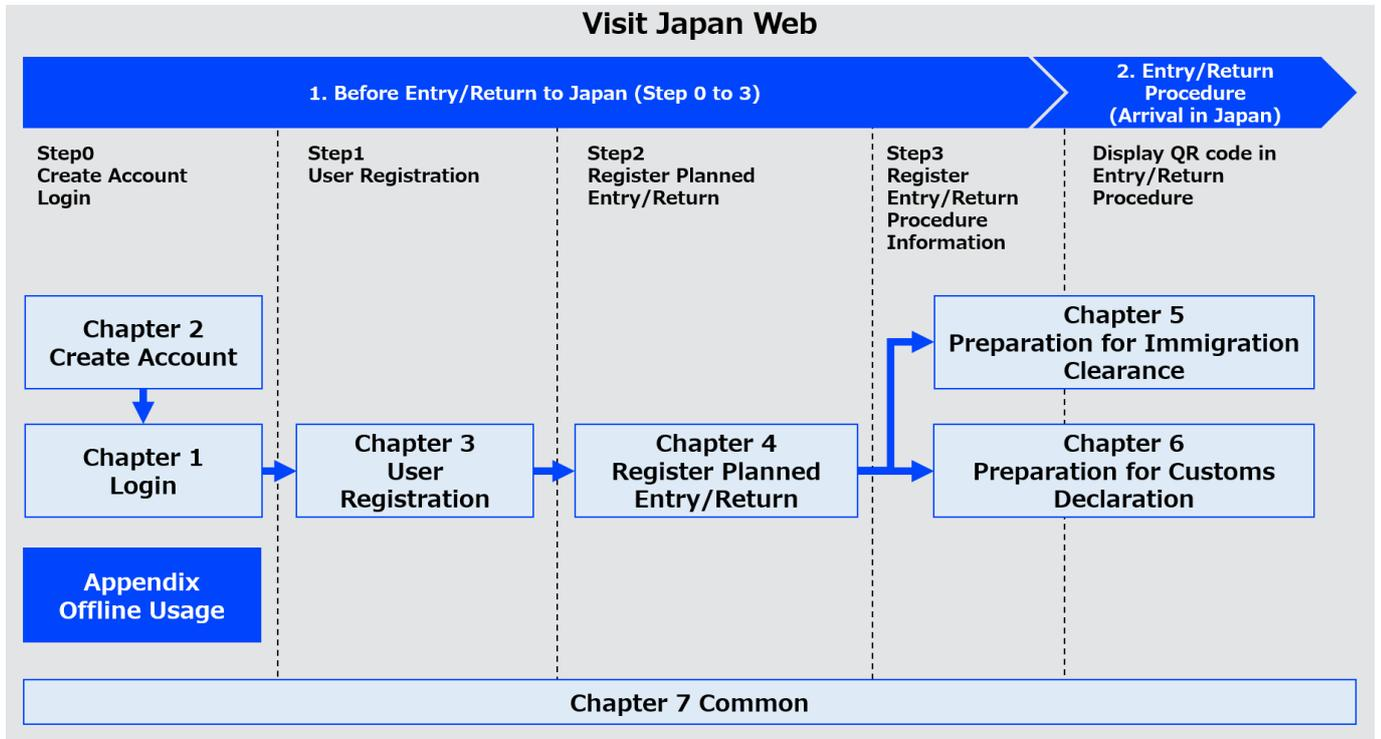 Visit Japan Web
1. Before Entry/Return to Japan (Step 0 to 3)
2. Entry/Return
Procedure
(Arrival in Japan)
Step0
Create Account
Login
Step1
User Registration
Step2
Register Planned
Entry/Return
Step3
Register
Entry/Return
Procedure
Information
Display QR code in
Entry/Return
Procedure
Chapter 2
Create Account
Chapter 5
Preparation for Immigration
Clearance
Chapter 1
Login
Chapter 3
User
Registration
Chapter 4
Register Planned
Entry/Return
Chapter 6
Preparation for Customs
Declaration
Appendix
Offline Usage
Chapter 7 Common